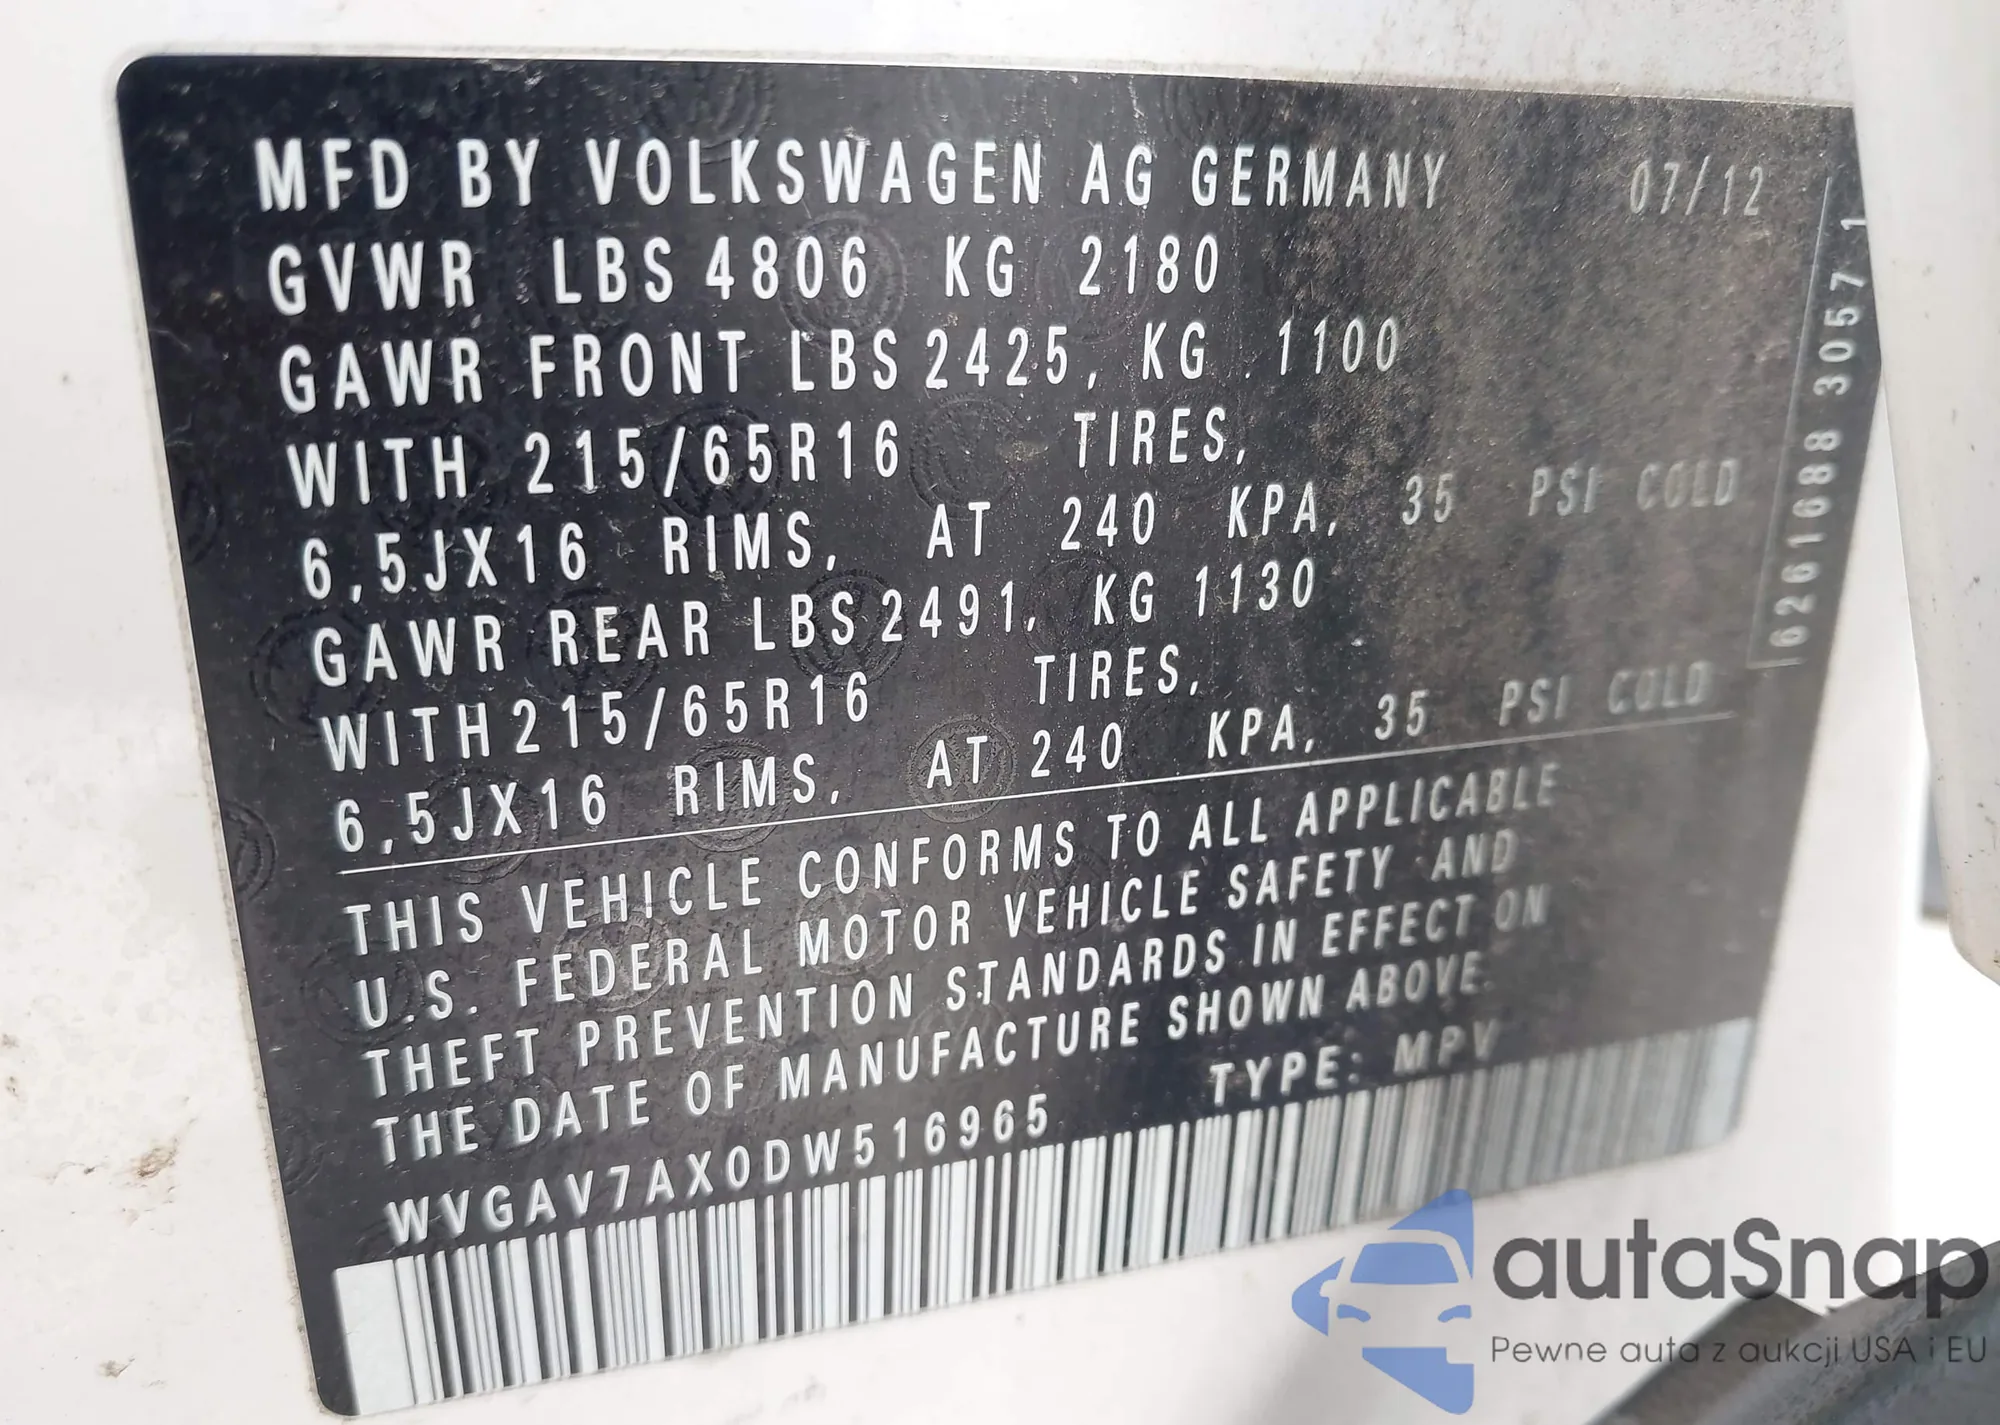 MFD BY VOLKSWAGEN AG GERMANY 07/12
GVWR LBS 4806 KG 2180
GAWR FRONT LBS 2425, KG 1100
WITH 215/65R16 TIRES,
6,5JX16 RIMS, AT 240 KPA, 35 PSI COLD
GAWR REAR LBS 2491, KG 1130
WITH 215/65R16 TIRES,
6,5JX16 RIMS, AT 240 KPA, 35 PSI COLD
THIS VEHICLE CONFORMS TO ALL APPLICABLE
U.S. FEDERAL MOTOR VEHICLE SAFETY AND
THEFT PREVENTION STANDARDS IN EFFECT ON
THE DATE OF MANUFACTURE SHOWN ABOVE.
WVGAV7AX0DW516965 TYPE: MPV
6261688 3057 1
autaSnap
Pewne auta z aukcji USA i EU